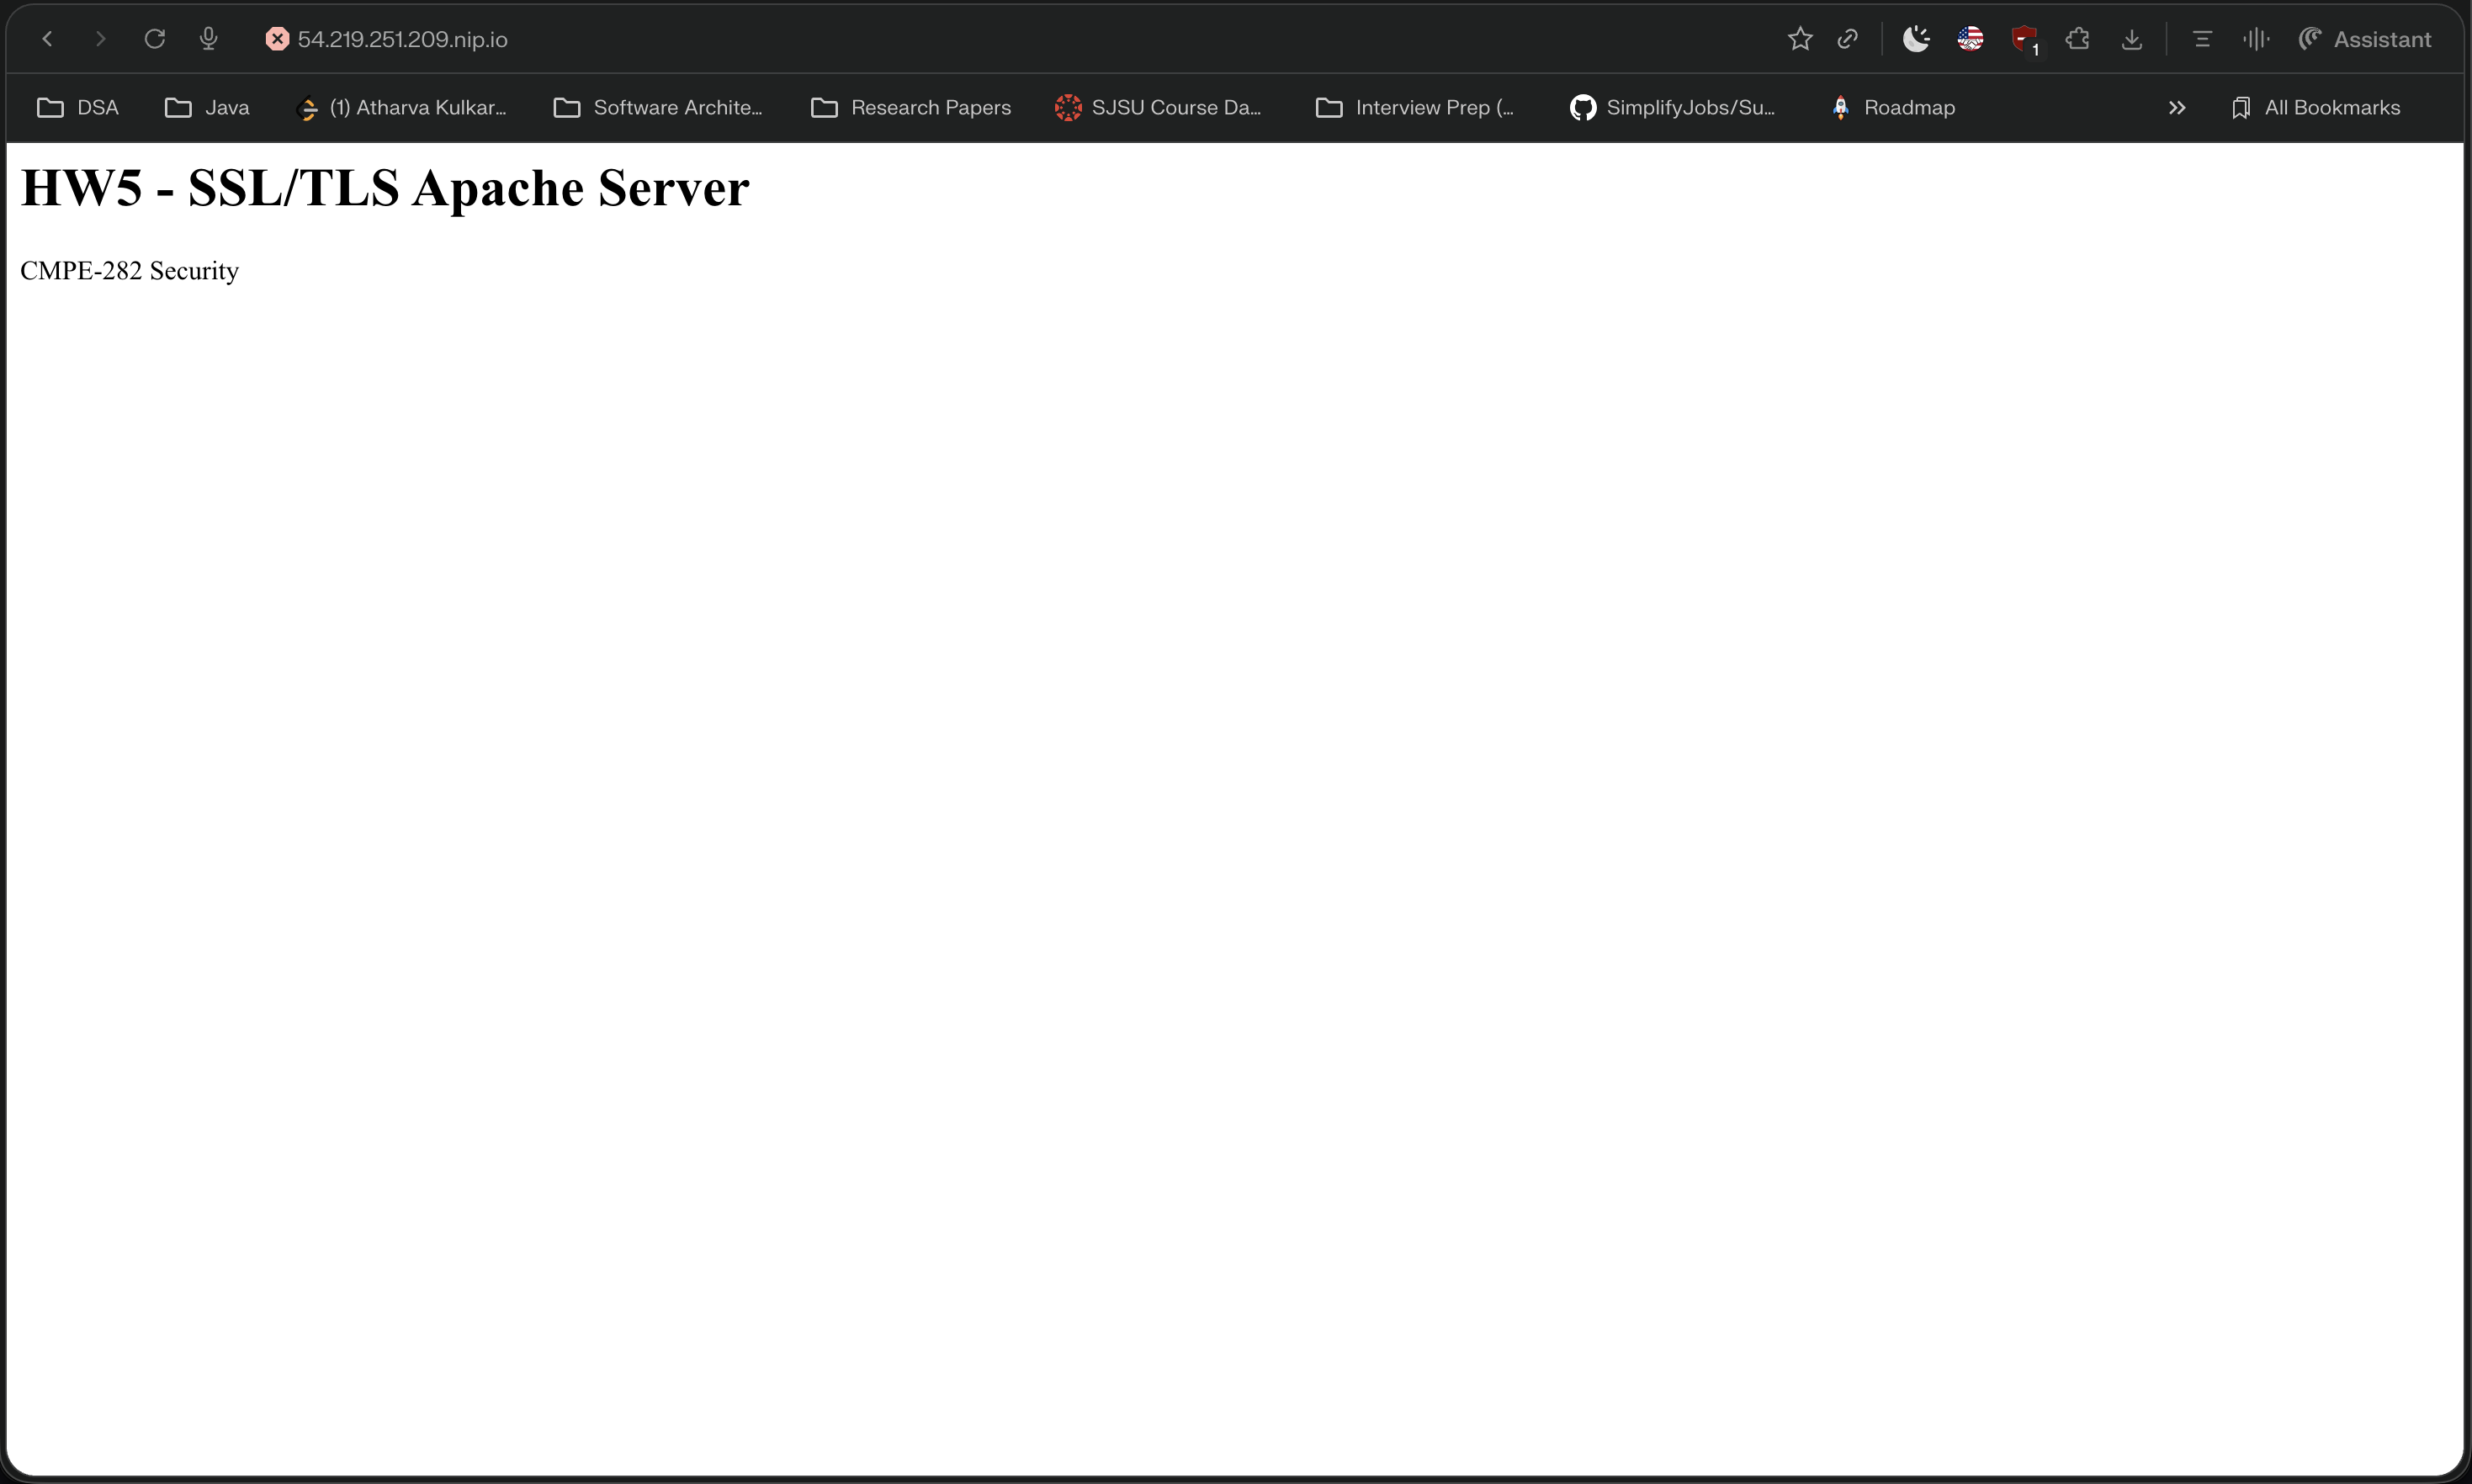 54.219.251.209.nip.io
1
Assistant
DSA
Java
(1) Atharva Kulkar...
Software Archite...
Research Papers
SJSU Course Da...
Interview Prep (...
SimplifyJobs/Su...
Roadmap
All Bookmarks
HW5 - SSL/TLS Apache Server
CMPE-282 Security